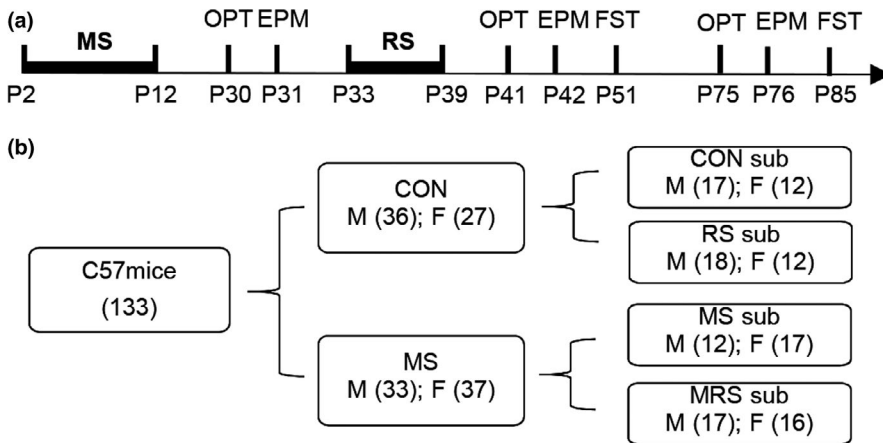 (a)
OPT EPM OPT EPM FST OPT EPM FST
MS RS
P2 P12 P30 P31 P33 P39 P41 P42 P51 P75 P76 P85
(b)
CON sub
M (17); F (12)
CON
M (36); F (27)
RS sub
M (18); F (12)
C57mice
(133)
MS sub
M (12); F (17)
MS
M (33); F (37)
MRS sub
M (17); F (16)